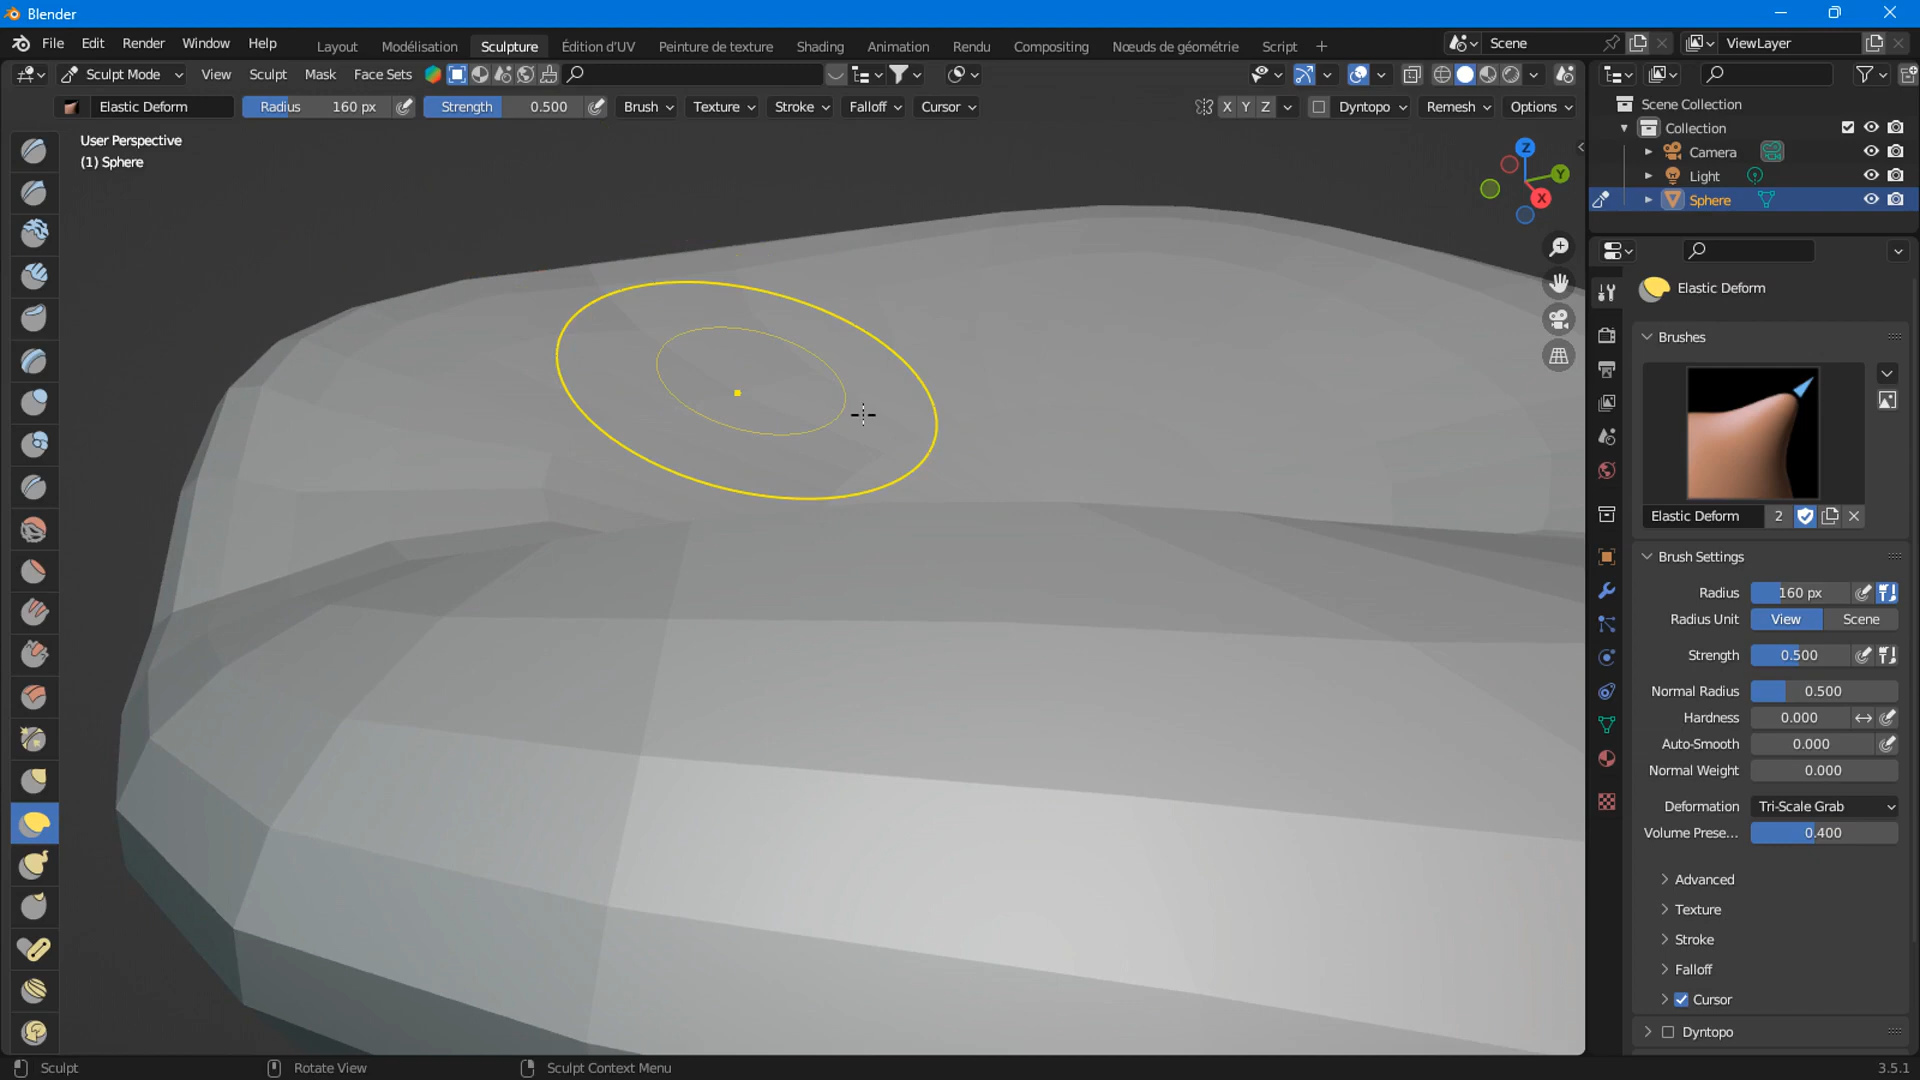 Blender
File Edit Render Window Help Layout Modélisation Sculpture Édition d'UV Peinture de texture Shading Animation Rendu Compositing Nœuds de géométrie Script + Scene ViewLayer
Sculpt Mode View Sculpt Mask Face Sets
Elastic Deform Radius 160 px Strength 0.500 Brush Texture Stroke Falloff Cursor X Y Z Dyntopo Remesh Options
User Perspective
(1) Sphere
Z
Y
X
Scene Collection
Collection
Camera
Light
Sphere
Elastic Deform
Brushes
Elastic Deform 2
Brush Settings
Radius 160 px
Radius Unit View Scene
Strength 0.500
Normal Radius 0.500
Hardness 0.000
Auto-Smooth 0.000
Normal Weight 0.000
Deformation Tri-Scale Grab
Volume Prese... 0.400
Advanced
Texture
Stroke
Falloff
Cursor
Dyntopo
Sculpt Rotate View Sculpt Context Menu 3.5.1